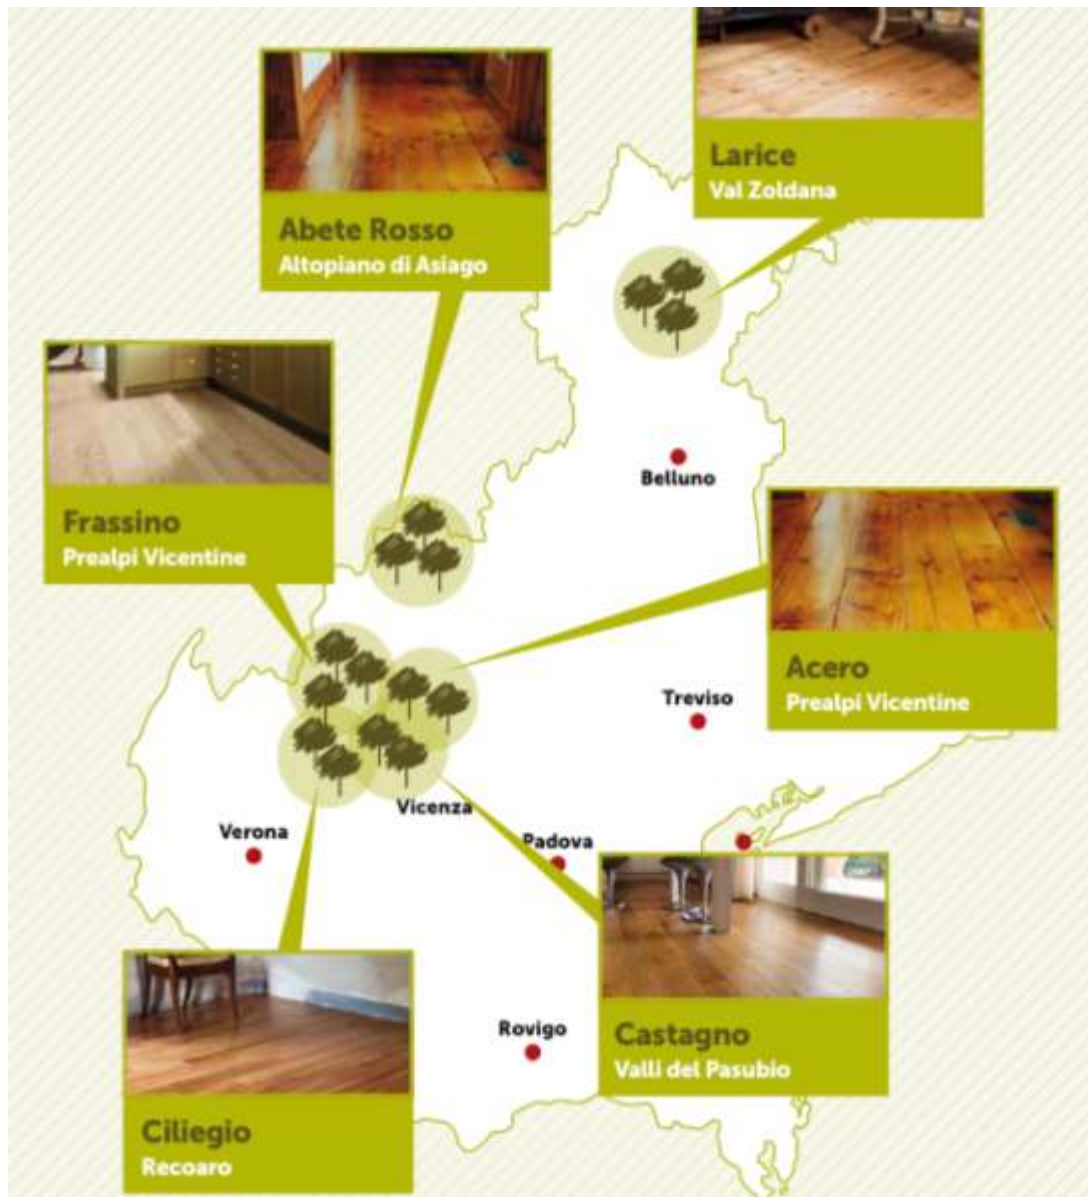 Larice
Val Zoldana
Abete Rosso
Altopiano di Asiago
Belluno
Frassino
Prealpi Vicentine
Acero
Prealpi Vicentine
Treviso
Vicenza
Verona
Padova
Rovigo
Castagno
Valli del Pasubio
Ciliegio
Recoaro